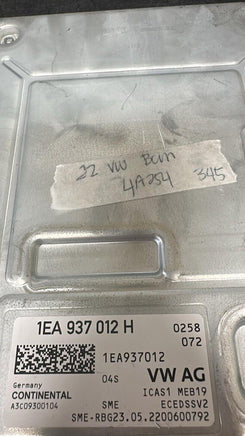 22 VW BCM
4A254 345
1EA 937 012 H 0258
072
1EA937012
04S VW AG
Germany
CONTINENTAL ICAS1 MEB19
A3C09300104 SME ECEDSSV2
SME-RBG23.05.2200600792